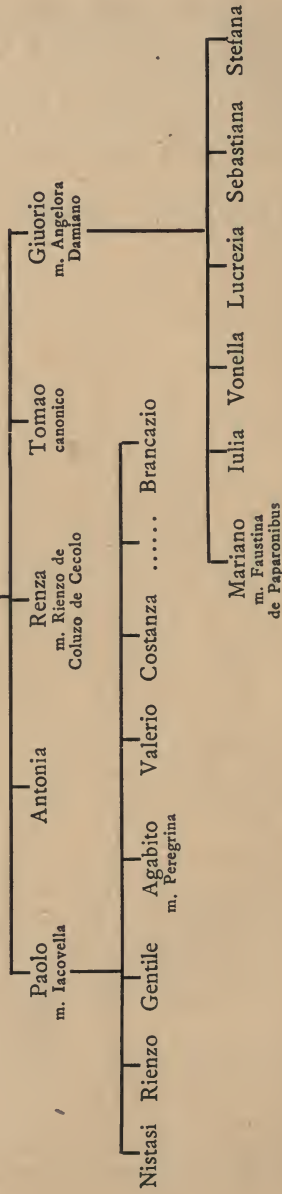 Paolo
m. Iacovella
Antonia
Renza
m. Rienzo de
Coluzo de Cecolo
Tomao
canonico
Giuorio
m. Angelora
Damiano
Nistasi
Rienzo
Gentile
Agabito
m. Peregrina
Valerio
Costanza
......
Brancazio
Mariano
m. Faustina
de Paparonibus
Iulia
Vonella
Lucrezia
Sebastiana
Stefana